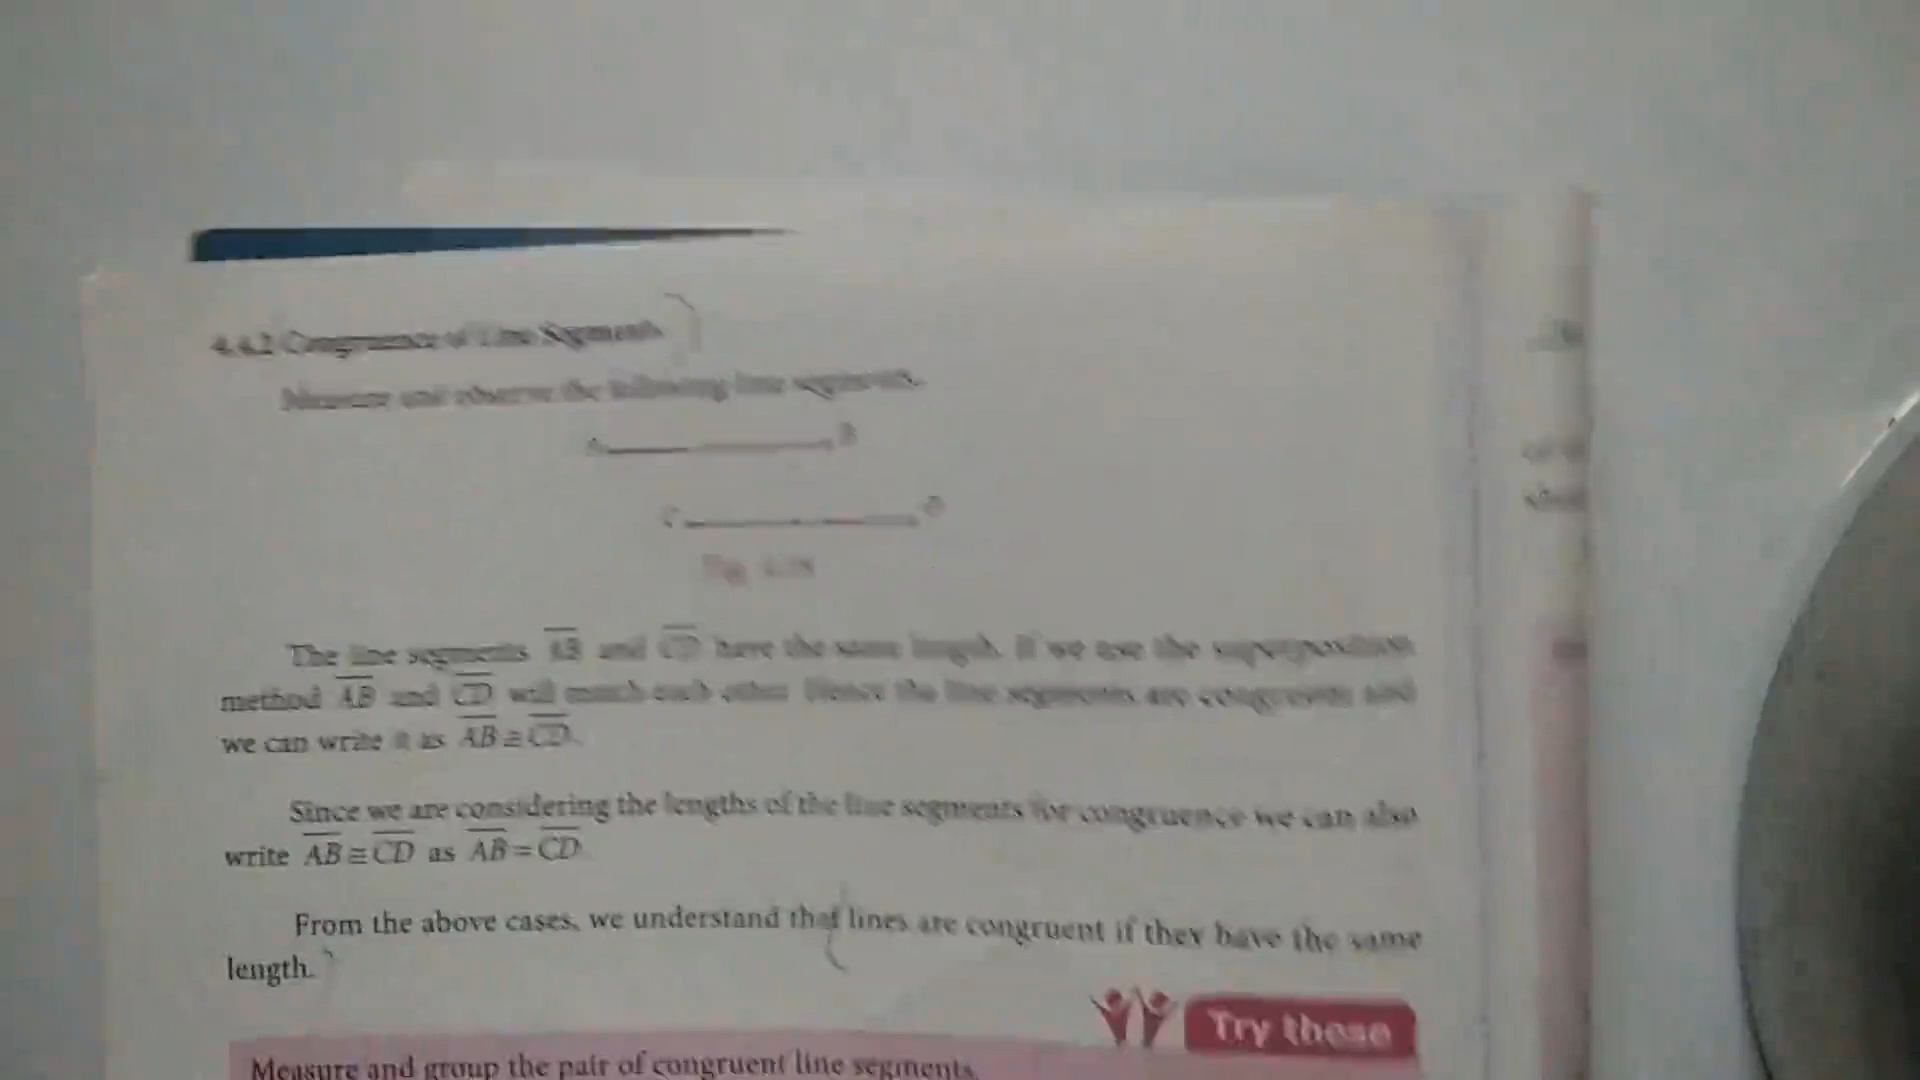 4.4.2 Congruence of Line Segments
Measure and observe the following line segments.
A B
C D
Fig.
The line segments AB and CD have the same length. If we use the superposition
method AB and CD will match each other. Hence the line segments are congruent and
we can write it as AB ≅ CD.
Since we are considering the lengths of the line segments for congruence we can also
write AB ≅ CD as AB = CD
From the above cases, we understand that lines are congruent if they have the same
length.
Try these
Measure and group the pair of congruent line segments.